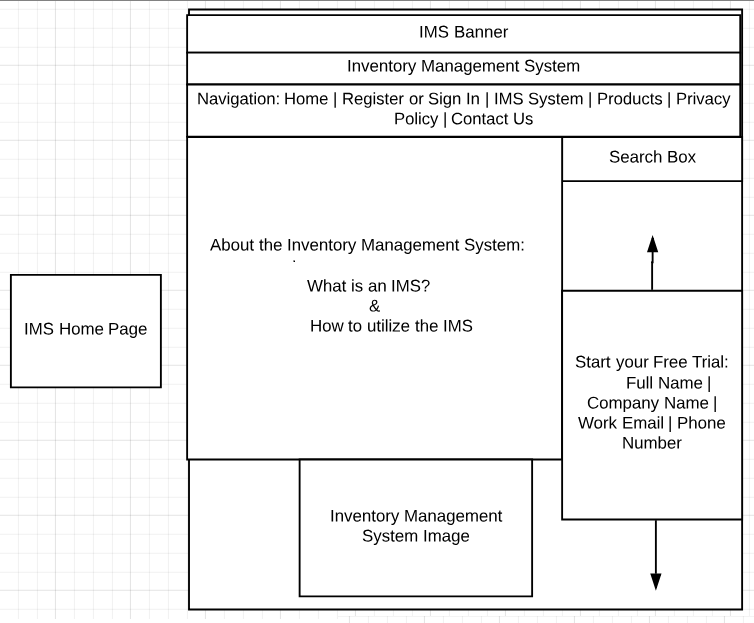 IMS Banner
Inventory Management System
Navigation: Home | Register or Sign In | IMS System | Products | Privacy
Policy | Contact Us
Search Box
About the Inventory Management System:
.
What is an IMS?
&
How to utilize the IMS
IMS Home Page
Start your Free Trial:
Full Name |
Company Name |
Work Email | Phone
Number
Inventory Management
System Image